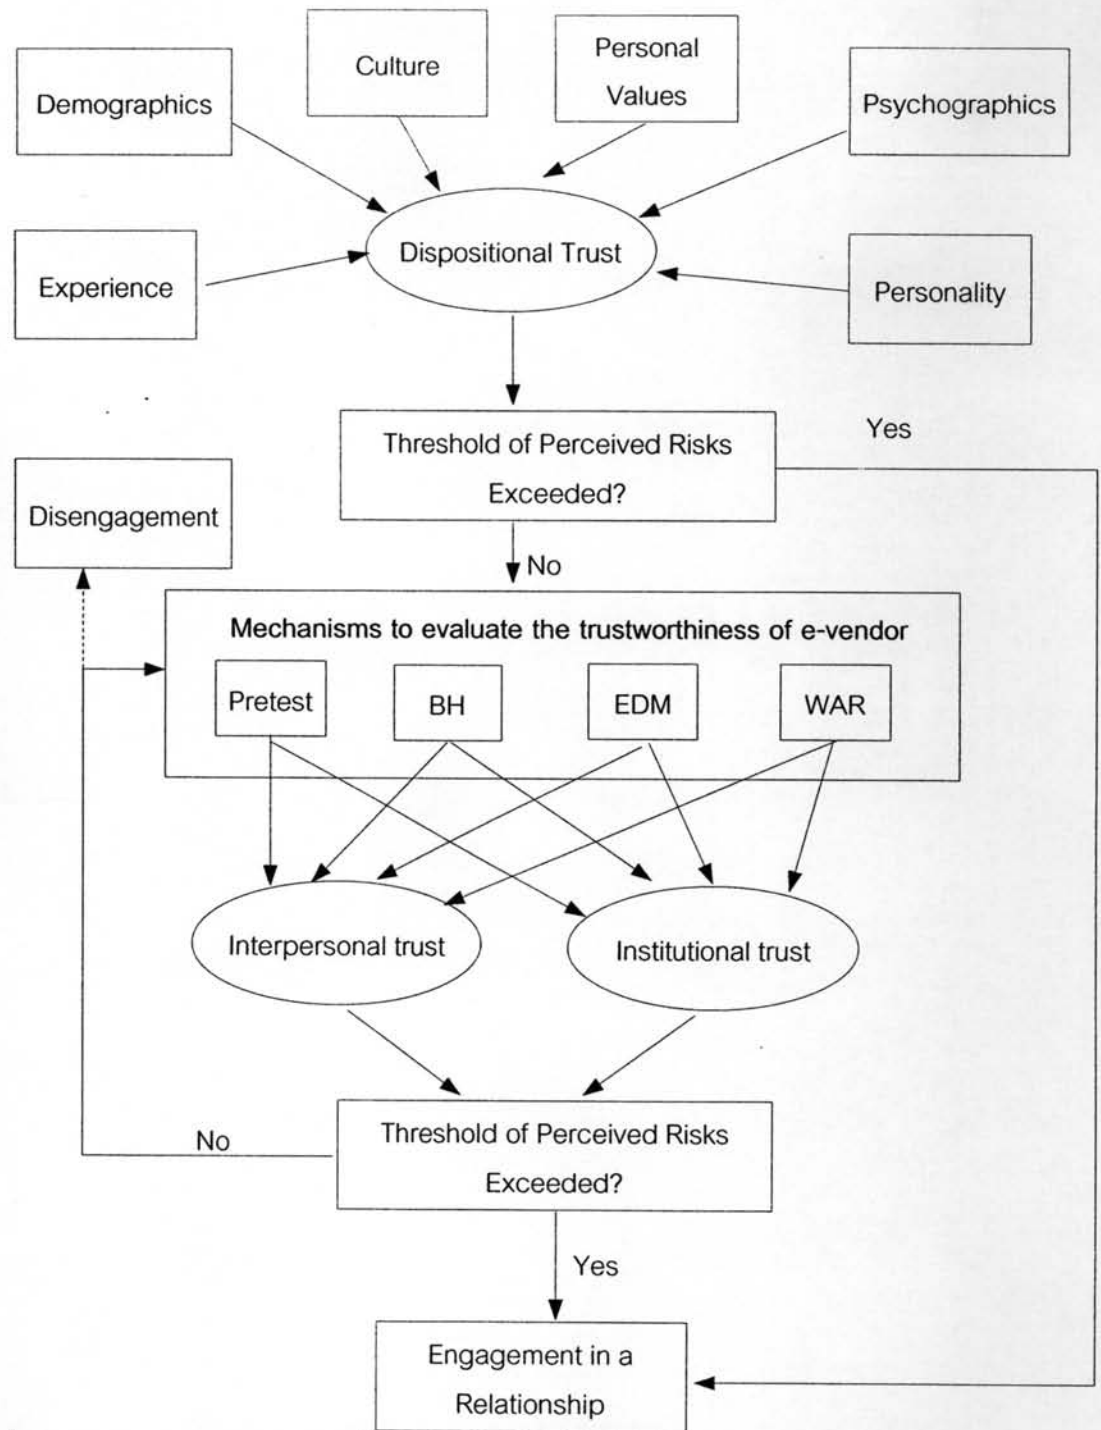 Demographics
Culture
Personal
Values
Psychographics
Experience
Dispositional Trust
Personality
Threshold of Perceived Risks
Exceeded?
Yes
Disengagement
No
Mechanisms to evaluate the trustworthiness of e-vendor
Pretest
BH
EDM
WAR
Interpersonal trust
Institutional trust
No
Threshold of Perceived Risks
Exceeded?
Yes
Engagement in a
Relationship